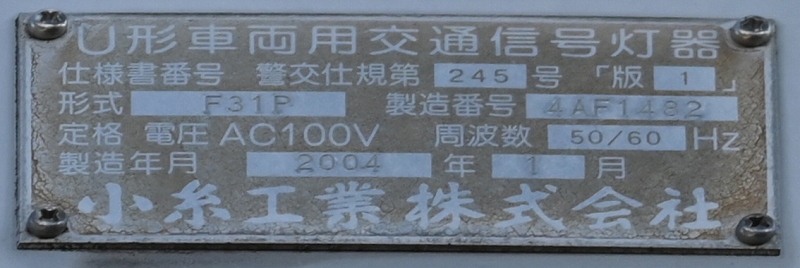 U形車両用交通信号灯器
仕様書番号 警交仕規第 245 号 「版 1 」
形式 F31P 製造番号 4AF1482
定格 電圧 AC100V 周波数 50/60 Hz
製造年月 2004 年 1 月
小糸工業株式会社